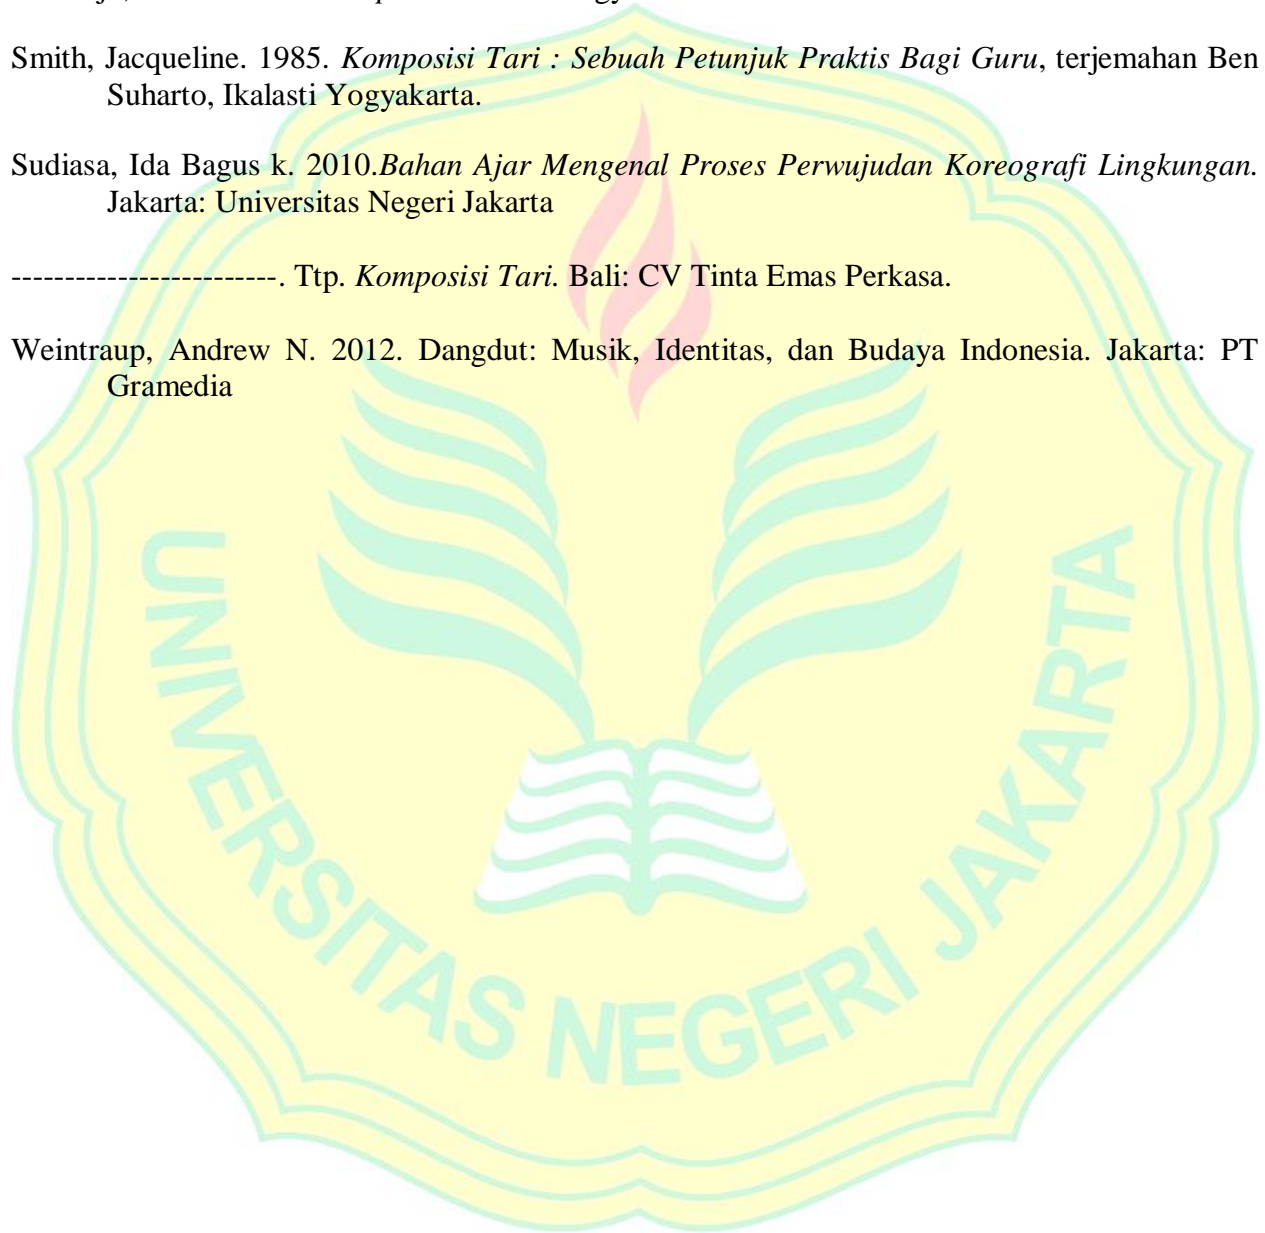 Smith, Jacqueline. 1985. Komposisi Tari : Sebuah Petunjuk Praktis Bagi Guru, terjemahan Ben
Suharto, Ikalasti Yogyakarta.
Sudiasa, Ida Bagus k. 2010.Bahan Ajar Mengenal Proses Perwujudan Koreografi Lingkungan.
Jakarta: Universitas Negeri Jakarta
-------------------------. Ttp. Komposisi Tari. Bali: CV Tinta Emas Perkasa.
Weintraup, Andrew N. 2012. Dangdut: Musik, Identitas, dan Budaya Indonesia. Jakarta: PT
Gramedia
UNIVERSITAS NEGERI JAKARTA